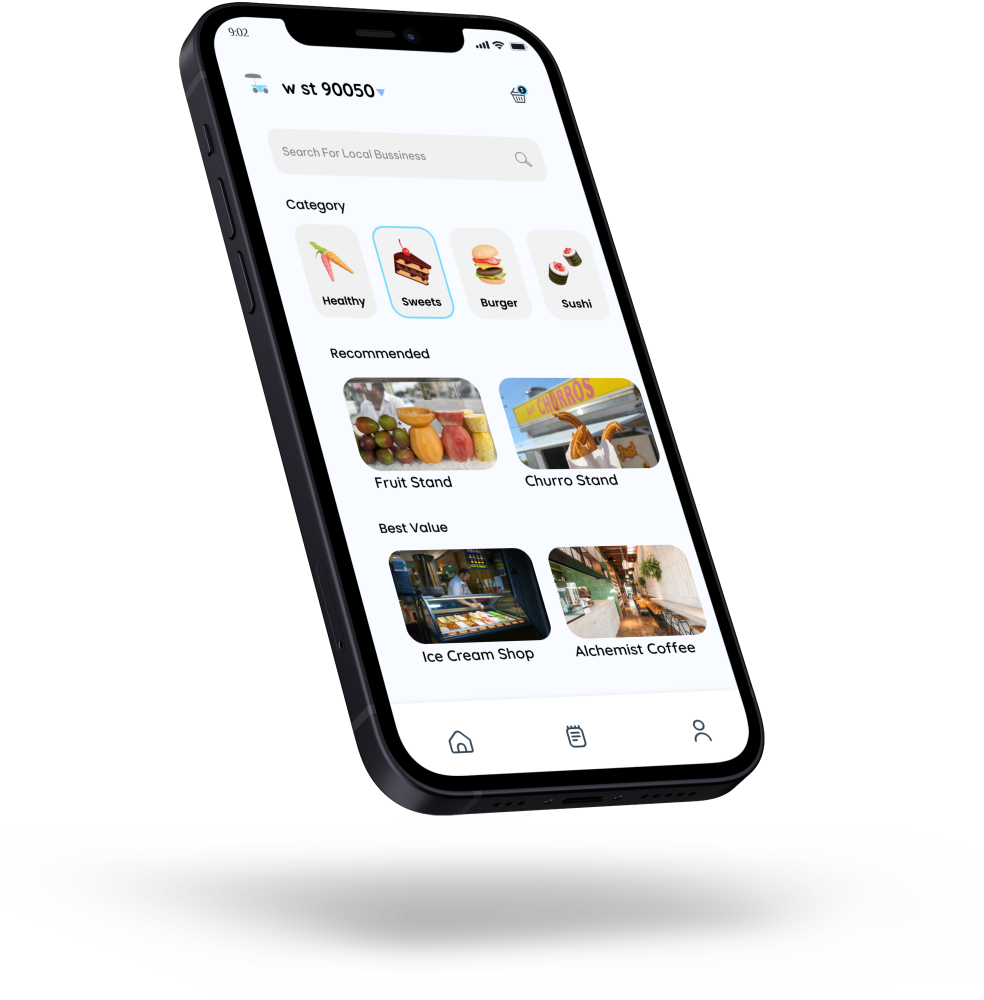 9:02
w st 90050
Search For Local Bussiness
Category
Healthy
Sweets
Burger
Sushi
Recommended
CHURROS
Fruit Stand
Churro Stand
Best Value
Ice Cream Shop
Alchemist Coffee